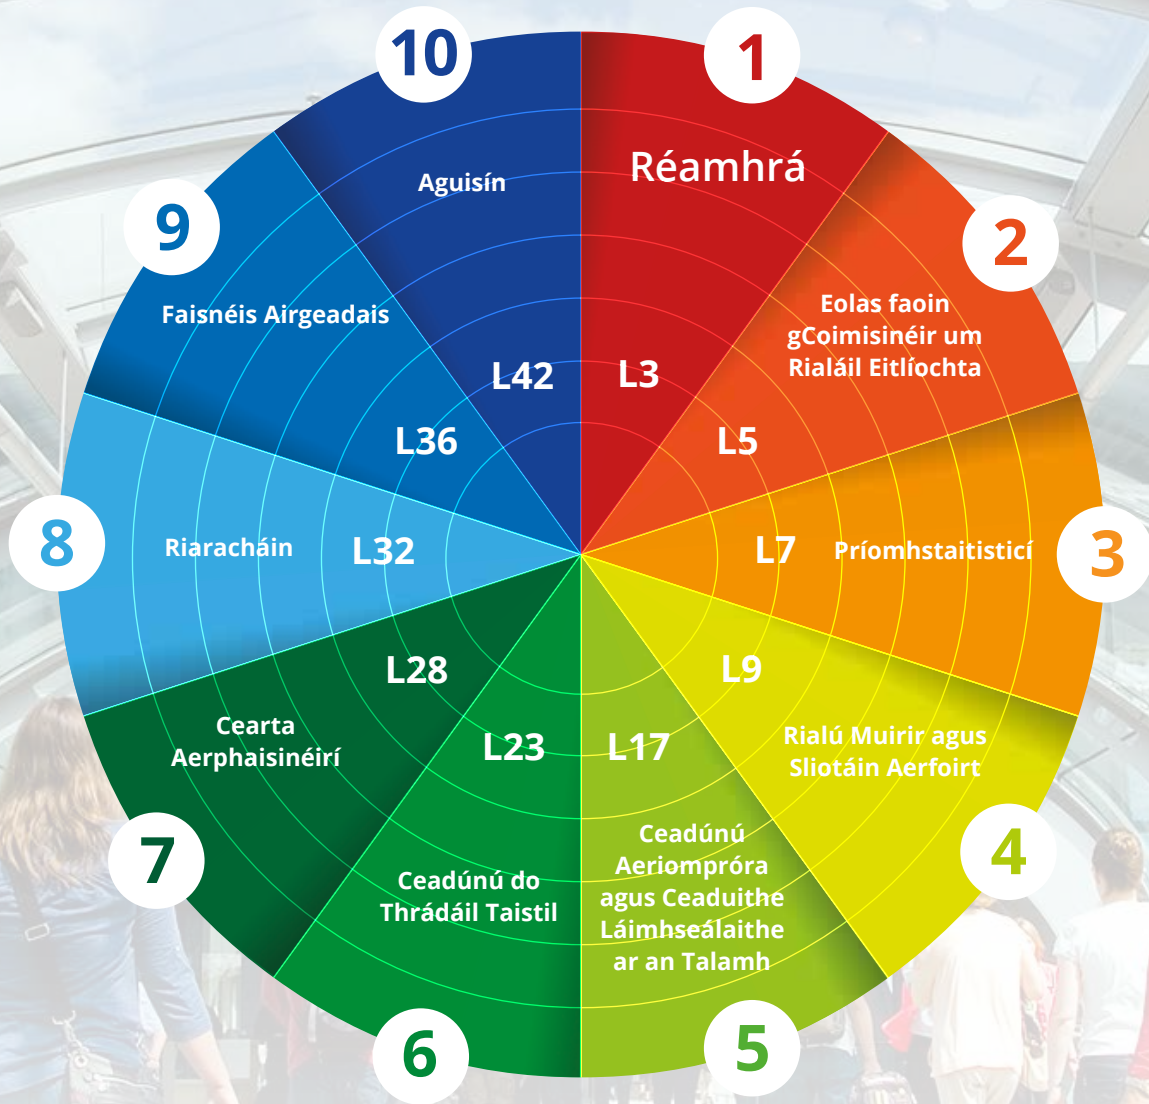 1
Réamhrá
L3
2
Eolas faoin
gCoimisinéir um
Rialáil Eitlíochta
L5
3
Príomhstaitisticí
L7
4
Rialú Muirir agus
Sliotáin Aerfoirt
L9
5
Ceadúnú
Aeriompróra
agus Ceaduithe
Láimhseálaithe
ar an Talamh
L17
6
Ceadúnú do
Thrádáil Taistil
L23
7
Cearta
Aerphaisinéirí
L28
8
Riaracháin
L32
9
Faisnéis Airgeadais
L36
10
Aguisín
L42